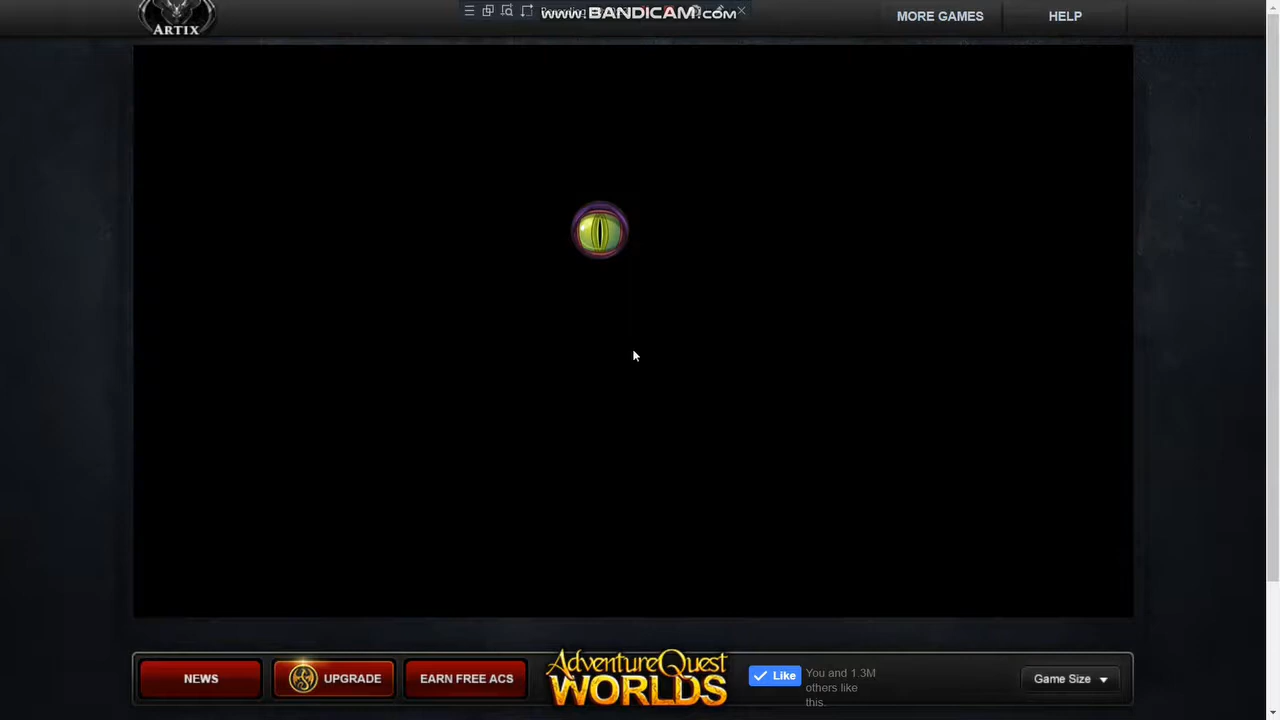 www.BANDICAM.com
ARTIX
MORE GAMES
HELP
NEWS
UPGRADE
EARN FREE ACS
AdventureQuest
WORLDS
Like
You and 1.3M
others like
this.
Game Size